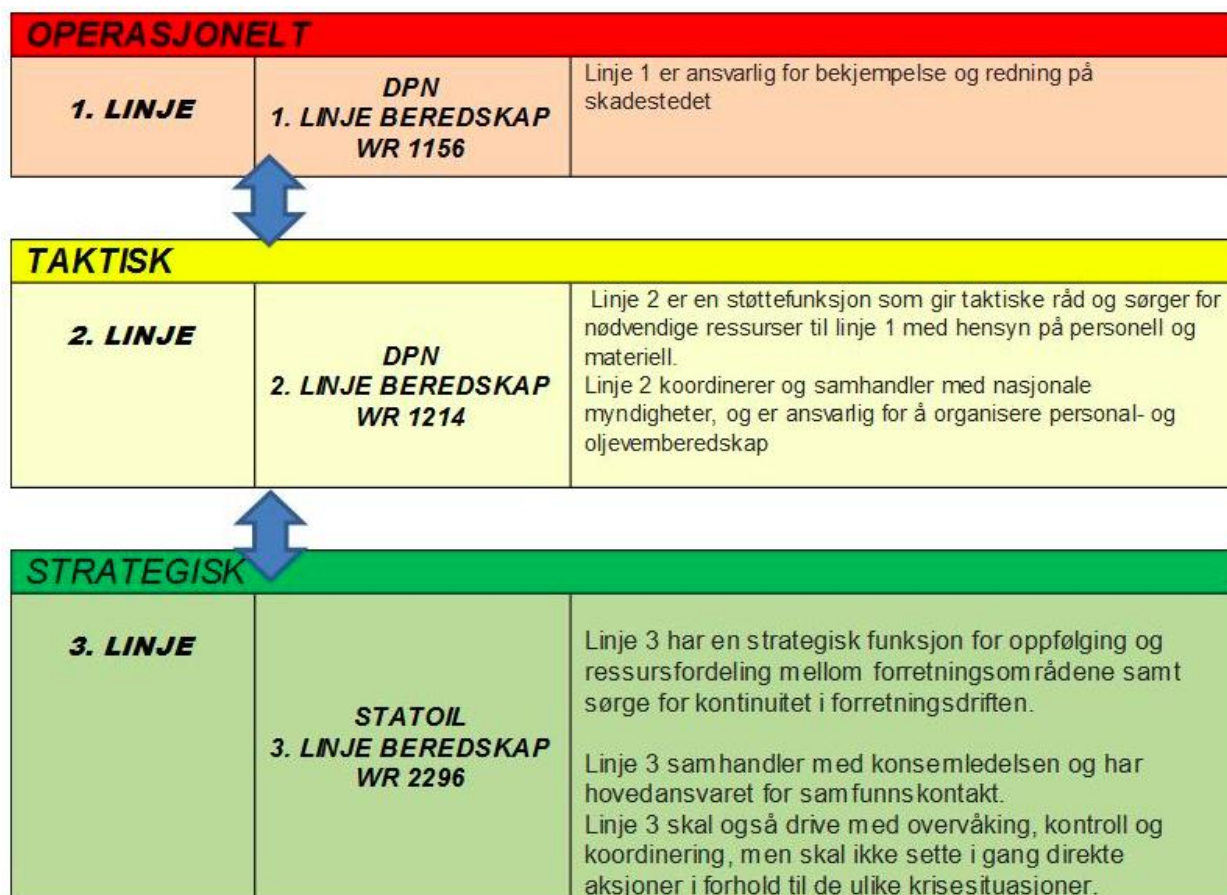 OPERASJONELT
1. LINJE
DPN
1. LINJE BEREDSKAP
WR 1156
Linje 1 er ansvarlig for bekjempelse og redning på
skadestedet
TAKTISK
2. LINJE
DPN
2. LINJE BEREDSKAP
WR 1214
Linje 2 er en støttefunksjon som gir taktiske råd og sørger for
nødvendige ressurser til linje 1 med hensyn på personell og
materiell.
Linje 2 koordinerer og samhandler med nasjonale
myndigheter, og er ansvarlig for å organisere personal- og
oljevernberedskap
STRATEGISK
3. LINJE
STATOIL
3. LINJE BEREDSKAP
WR 2296
Linje 3 har en strategisk funksjon for oppfølging og
ressursfordeling mellom forretningsområdene samt
sørge for kontinuitet i forretningsdriften.
Linje 3 samhandler med konsernledelsen og har
hovedansvaret for samfunnskontakt.
Linje 3 skal også drive med overvåking, kontroll og
koordinering, men skal ikke sette i gang direkte
aksjoner i forhold til de ulike krisesituasjoner.